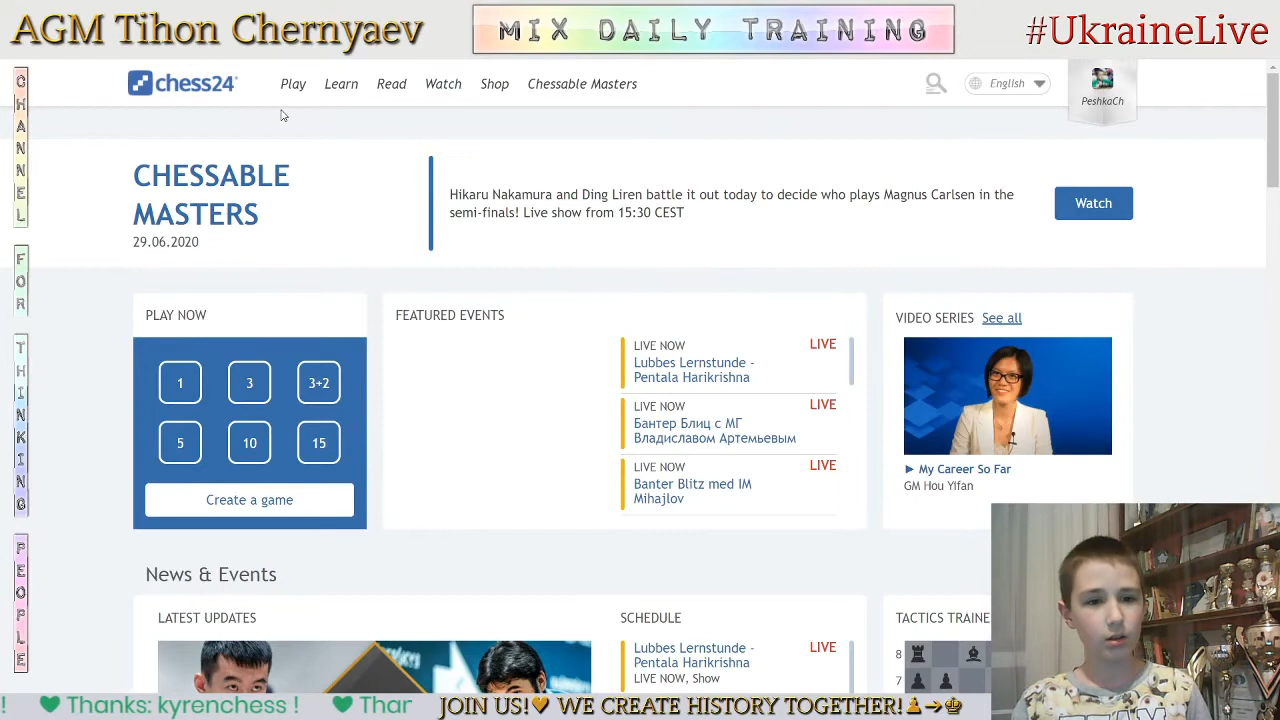 AGM Tihon Chernyaev
MIX DAILY TRAINING
#UkraineLive
CHANNEL FOR THINKING PEOPLE
chess24
Play Learn Read Watch Shop Chessable Masters
English
PeshkaCh
CHESSABLE
MASTERS
29.06.2020
Hikaru Nakamura and Ding Liren battle it out today to decide who plays Magnus Carlsen in the
semi-finals! Live show from 15:30 CEST
Watch
PLAY NOW
1 3 3+2
5 10 15
Create a game
FEATURED EVENTS
LIVE NOW LIVE
Lubbes Lernstunde -
Pentala Harikrishna
LIVE NOW LIVE
Бантер Блиц с МГ
Владиславом Артемьевым
LIVE NOW LIVE
Banter Blitz med IM
Mihajlov
VIDEO SERIES See all
My Career So Far
GM Hou Yifan
News & Events
LATEST UPDATES
SCHEDULE
Lubbes Lernstunde - LIVE
Pentala Harikrishna
LIVE NOW, Show
TACTICS TRAINE
8
7
! Thanks: kyrenchess ! Thar
JOIN US! WE CREATE HISTORY TOGETHER!